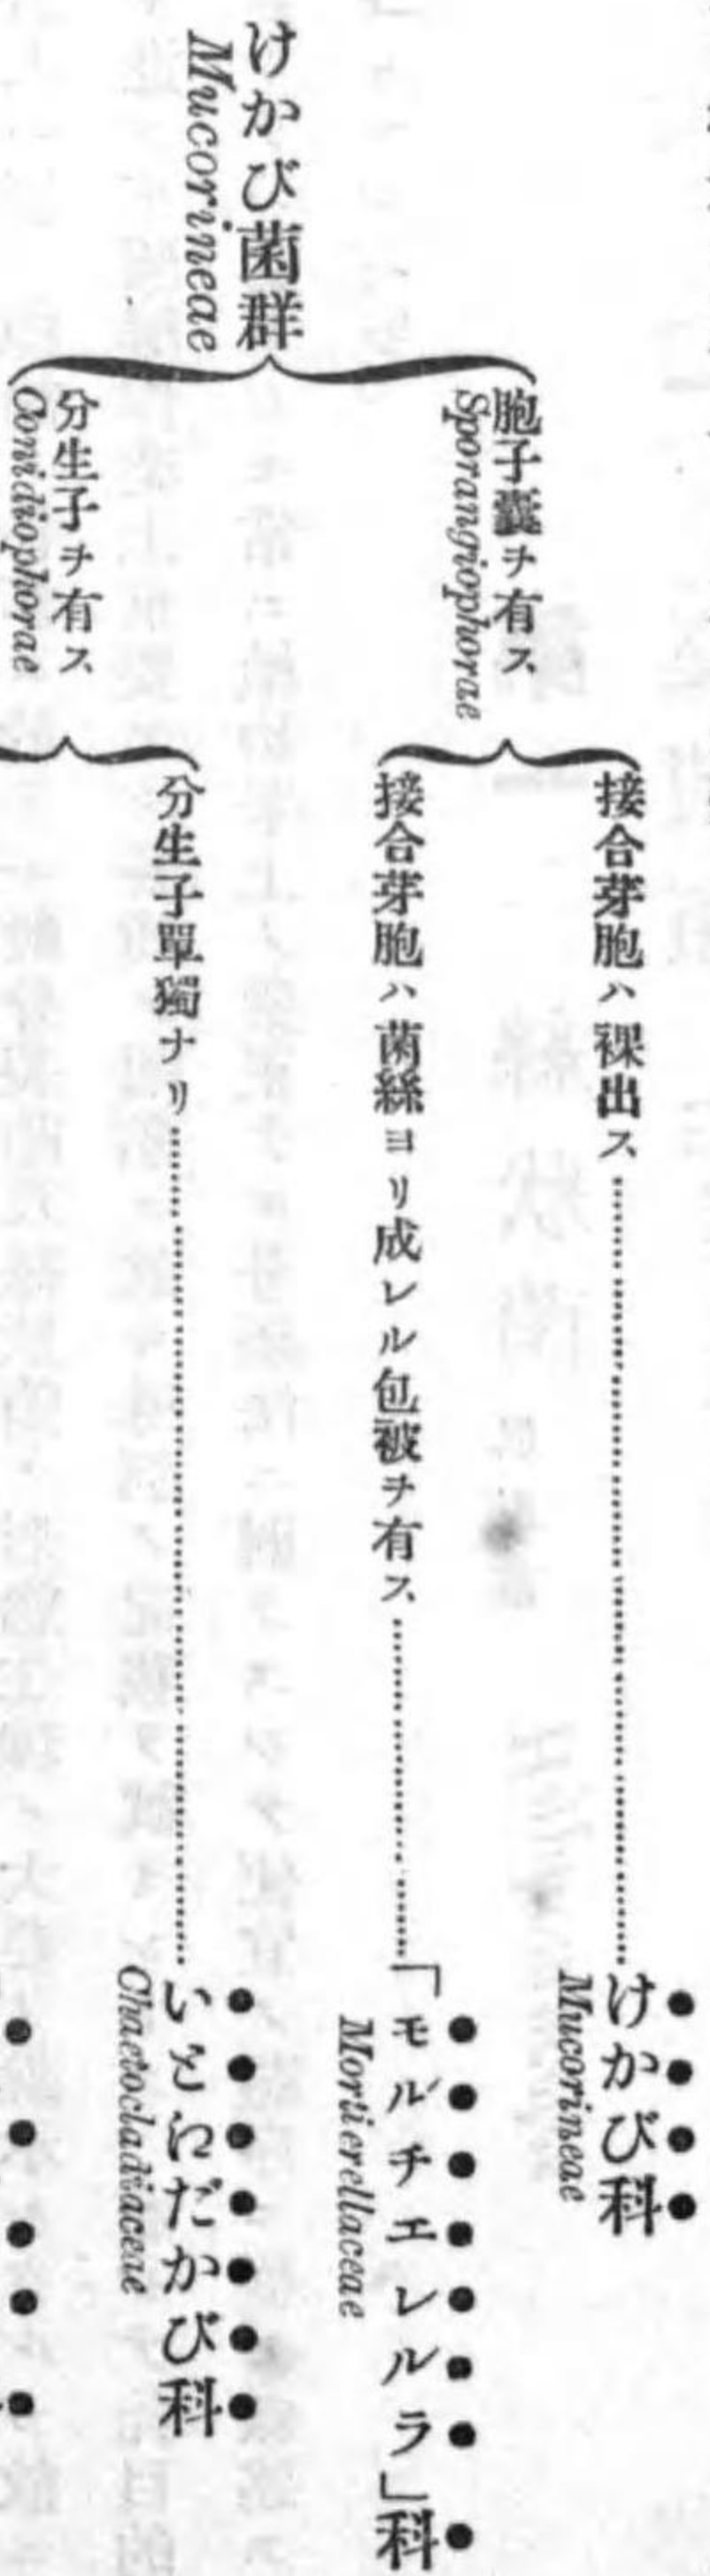 けかび菌群
Mucorineae
胞子囊ヲ有ス
Sporangiophorae
接合芽胞ハ裸出ス
けかび科
Mucorineae
接合芽胞ハ菌絲ヨリ成レル包被ヲ有ス
「モルチエレルラ」科
Mortierellaceae
分生子ヲ有ス
Conidiophorae
分生子單獨ナリ
いとえだかび科
Chaetocladiaceae